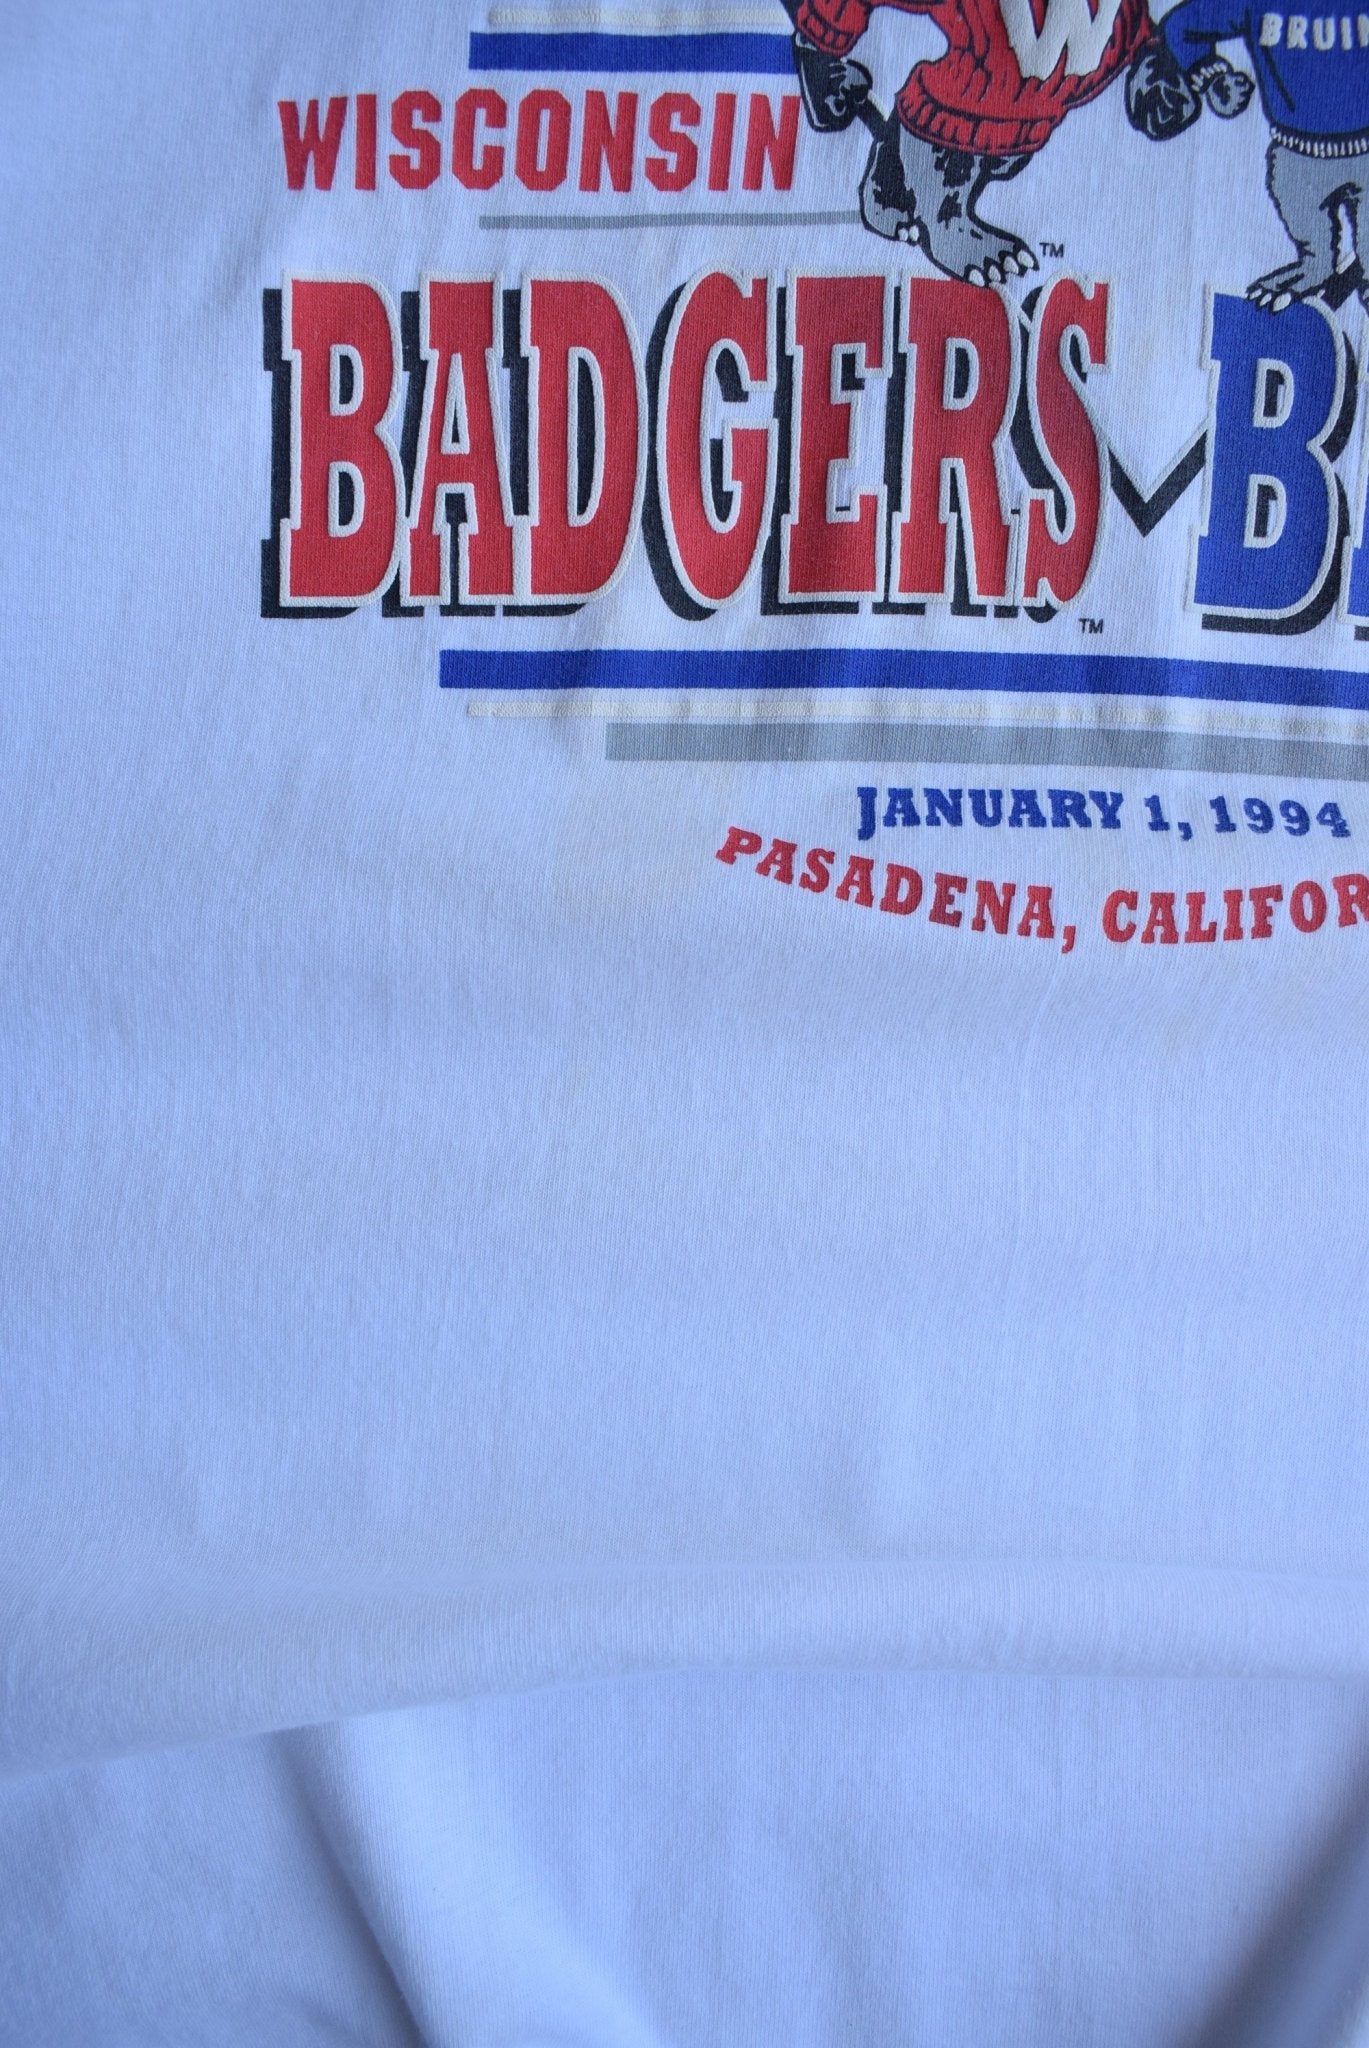 W
BRUI
WISCONSIN
TM
BADGERS B
TM
JANUARY 1, 1994
PASADENA, CALIFOR